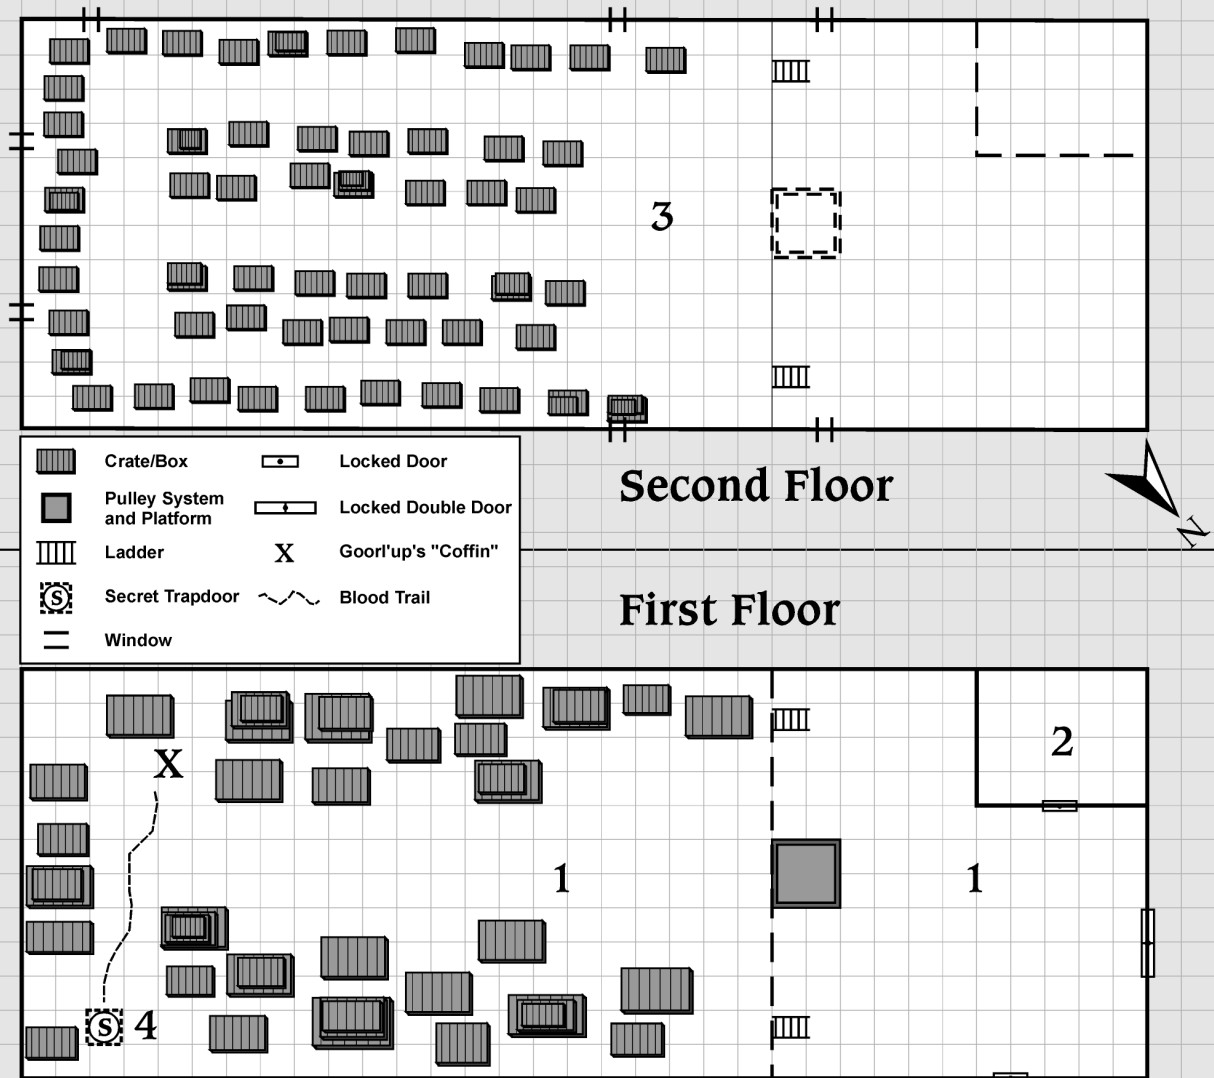 3
Crate/Box
Locked Door
Pulley System
and Platform
Locked Double Door
Ladder
X
Goorl'up's "Coffin"
S
Secret Trapdoor
Blood Trail
Window
Second Floor
N
First Floor
2
X
1
1
S
4